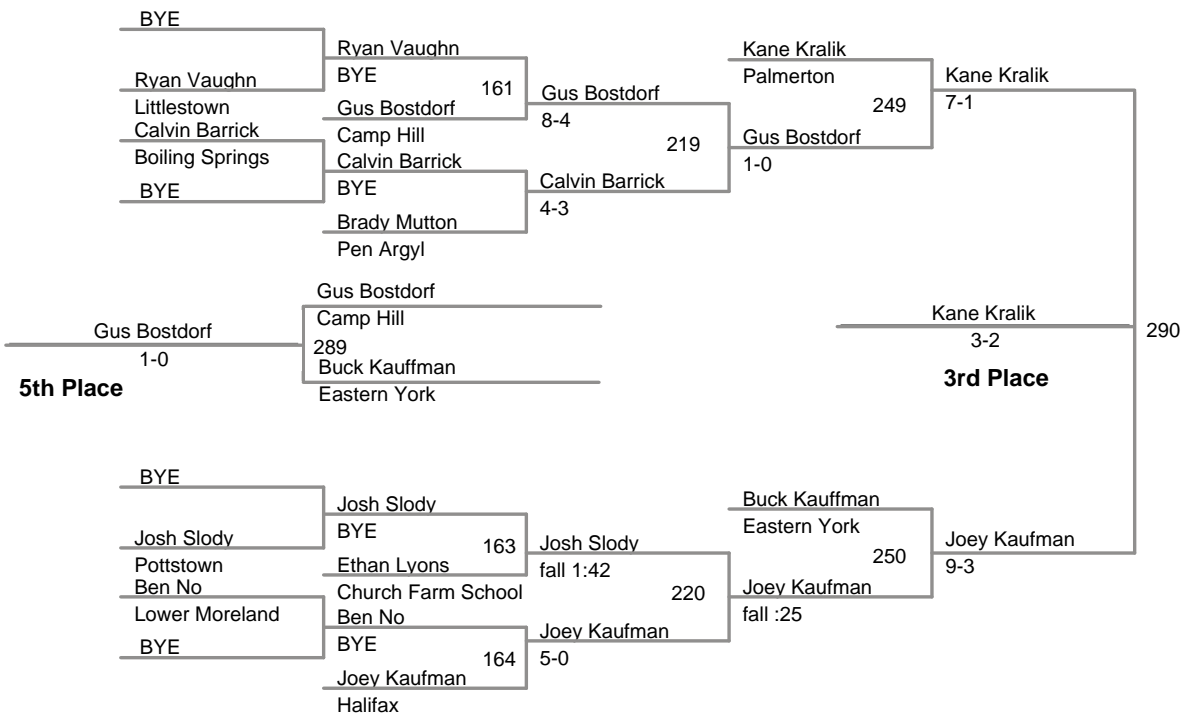 BYE
Ryan Vaughn
Littlestown
Calvin Barrick
Boiling Springs
BYE
Ryan Vaughn
BYE
161
Gus Bostdorf
Camp Hill
Calvin Barrick
BYE
Brady Mutton
Pen Argyl
Gus Bostdorf
8-4
219
Calvin Barrick
4-3
Kane Kralik
Palmerton
249
Gus Bostdorf
1-0
Kane Kralik
7-1
Gus Bostdorf
1-0
5th Place
Gus Bostdorf
Camp Hill
289
Buck Kauffman
Eastern York
Kane Kralik
3-2
3rd Place
290
BYE
Josh Slody
Pottstown
Ben No
Lower Moreland
BYE
Josh Slody
BYE
163
Ethan Lyons
Church Farm School
Ben No
BYE
164
Joey Kaufman
Halifax
Josh Slody
fall 1:42
220
Joey Kaufman
5-0
Buck Kauffman
Eastern York
250
Joey Kaufman
fall :25
Joey Kaufman
9-3